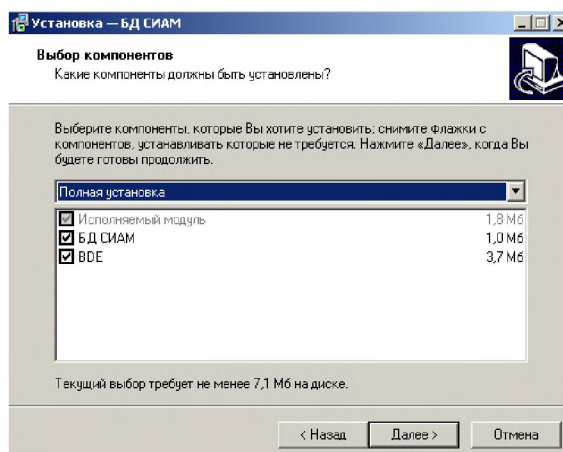 Установка — БД СИАМ
Выбор компонентов
Какие компоненты должны быть установлены?
Выберите компоненты, которые Вы хотите установить; снимите флажки с
компонентов, устанавливать которые не требуется. Нажмите «Далее», когда Вы
будете готовы продолжить.
Полная установка
Исполняемый модуль 1,8 Мб
БД СИАМ 1,0 Мб
BDE 3,7 Мб
Текущий выбор требует не менее 7,1 Мб на диске.
< Назад Далее > Отмена